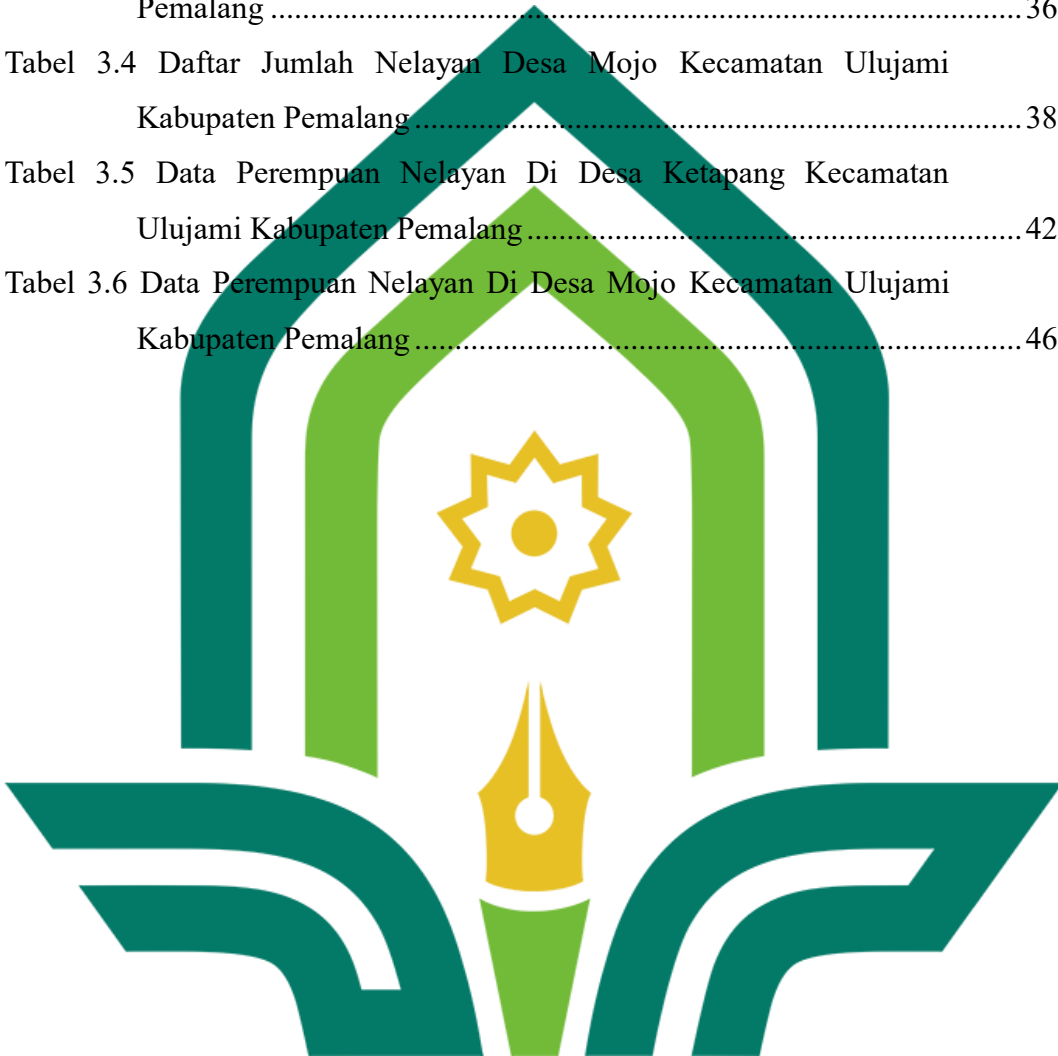 Pemalang ........................................................................................... 36
Tabel 3.4 Daftar Jumlah Nelayan Desa Mojo Kecamatan Ulujami
Kabupaten Pemalang ......................................................................... 38
Tabel 3.5 Data Perempuan Nelayan Di Desa Ketapang Kecamatan
Ulujami Kabupaten Pemalang ........................................................... 42
Tabel 3.6 Data Perempuan Nelayan Di Desa Mojo Kecamatan Ulujami
Kabupaten Pemalang ......................................................................... 46